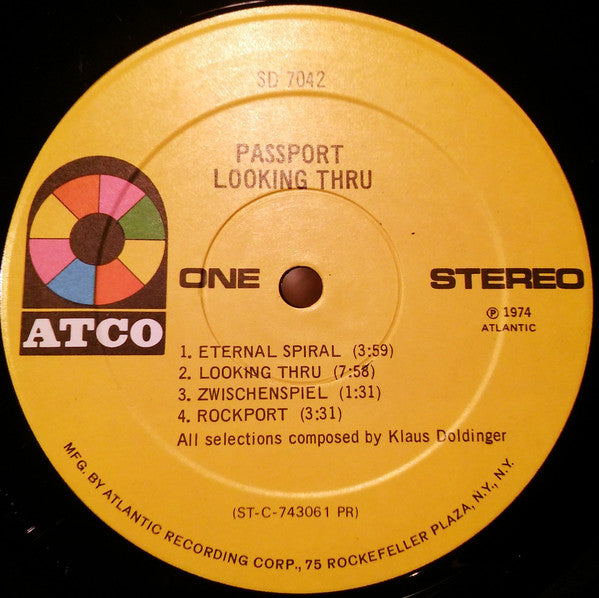 SD 7042
PASSPORT
LOOKING THRU
ATCO
ONE
STEREO
℗ 1974
ATLANTIC
1. ETERNAL SPIRAL (3:59)
2. LOOKING THRU (7:58)
3. ZWISCHENSPIEL (1:31)
4. ROCKPORT (3:31)
All selections composed by Klaus Doldinger
(ST-C-743061 PR)
MFG. BY ATLANTIC RECORDING CORP., 75 ROCKEFELLER PLAZA, N.Y., N.Y.